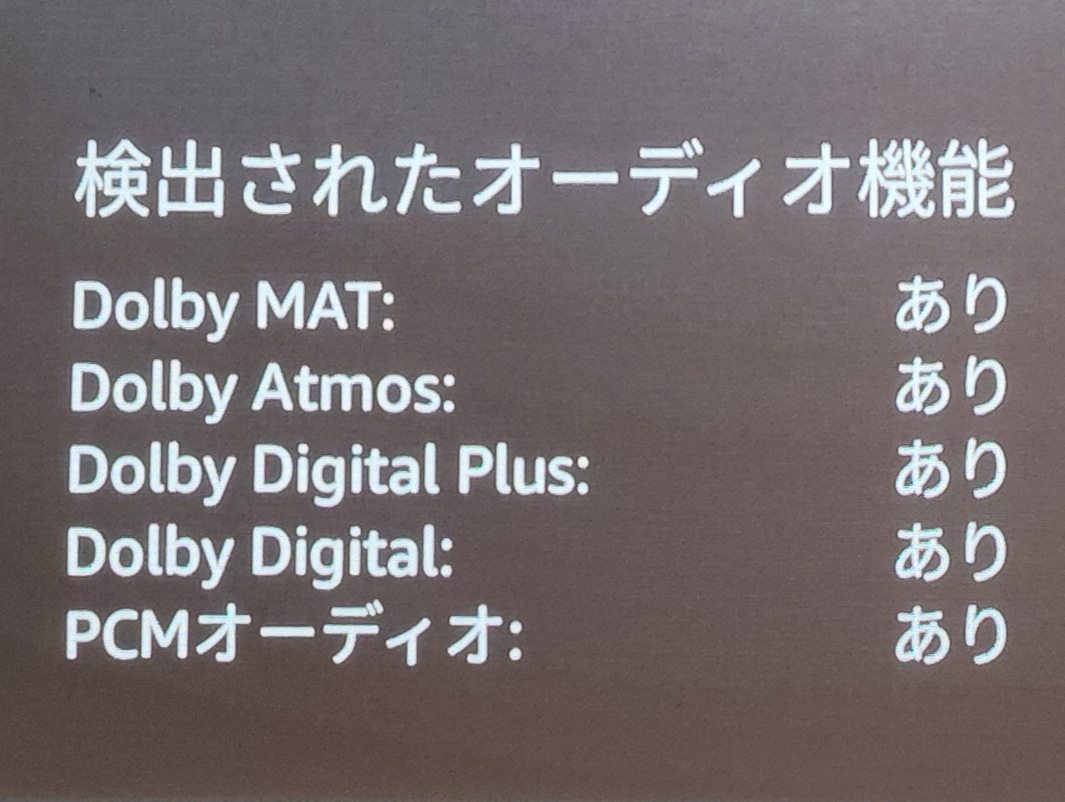 検出されたオーディオ機能
Dolby MAT: あり
Dolby Atmos: あり
Dolby Digital Plus: あり
Dolby Digital: あり
PCMオーディオ: あり